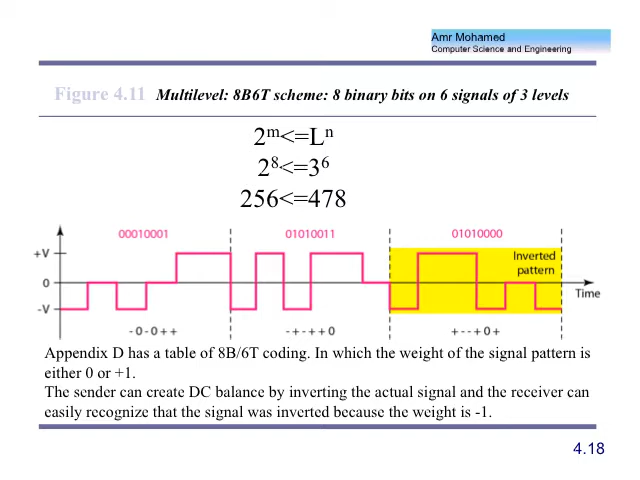 Amr Mohamed
Computer Science and Engineering
Figure 4.11 Multilevel: 8B6T scheme: 8 binary bits on 6 signals of 3 levels
2ᵐ<=Lⁿ
2⁸<=3⁶
256<=478
00010001 01010011 01010000
+V
Inverted
pattern
0
Time
-V
- 0 - 0 + + - + - + + 0 + - - + 0 +
Appendix D has a table of 8B/6T coding. In which the weight of the signal pattern is
either 0 or +1.
The sender can create DC balance by inverting the actual signal and the receiver can
easily recognize that the signal was inverted because the weight is -1.
4.18